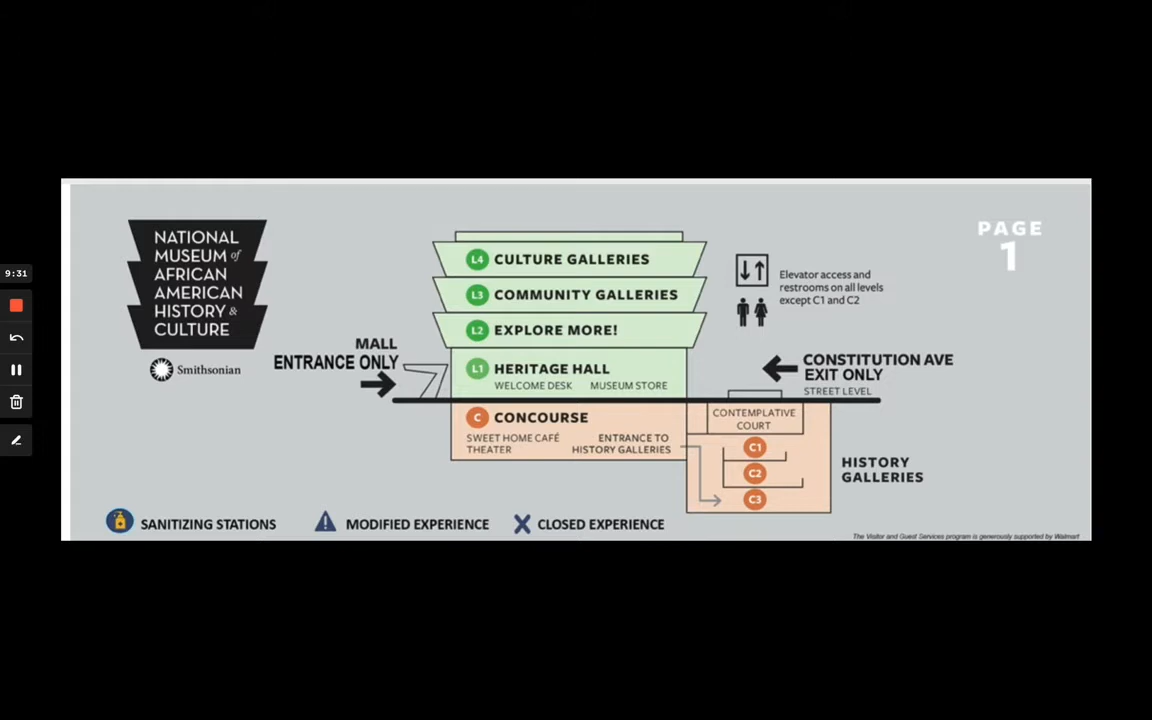 NATIONAL
MUSEUM of
AFRICAN
AMERICAN
HISTORY &
CULTURE
Smithsonian
PAGE
1
L4 CULTURE GALLERIES
L3 COMMUNITY GALLERIES
L2 EXPLORE MORE!
L1 HERITAGE HALL
WELCOME DESK MUSEUM STORE
Elevator access and
restrooms on all levels
except C1 and C2
9:31
MALL
ENTRANCE ONLY
CONSTITUTION AVE
EXIT ONLY
STREET LEVEL
C CONCOURSE
SWEET HOME CAFÉ
THEATER
ENTRANCE TO
HISTORY GALLERIES
CONTEMPLATIVE
COURT
C1
C2
C3
HISTORY
GALLERIES
SANITIZING STATIONS
MODIFIED EXPERIENCE
CLOSED EXPERIENCE
The Visitor and Guest Services program is generously supported by Walmart